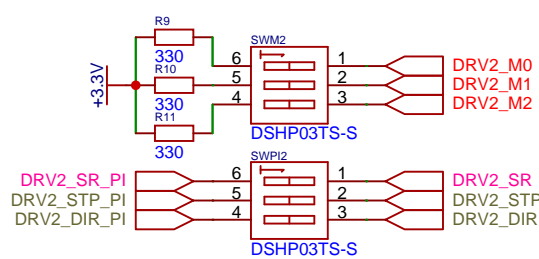 R9
330
SWM2
+3.3V
R10
330
R11
330
6 1 DRV2_M0
5 2 DRV2_M1
4 3 DRV2_M2
DSHP03TS-S
SWPI2
DRV2_SR_PI 6 1 DRV2_SR
DRV2_STP_PI 5 2 DRV2_STP
DRV2_DIR_PI 4 3 DRV2_DIR
DSHP03TS-S